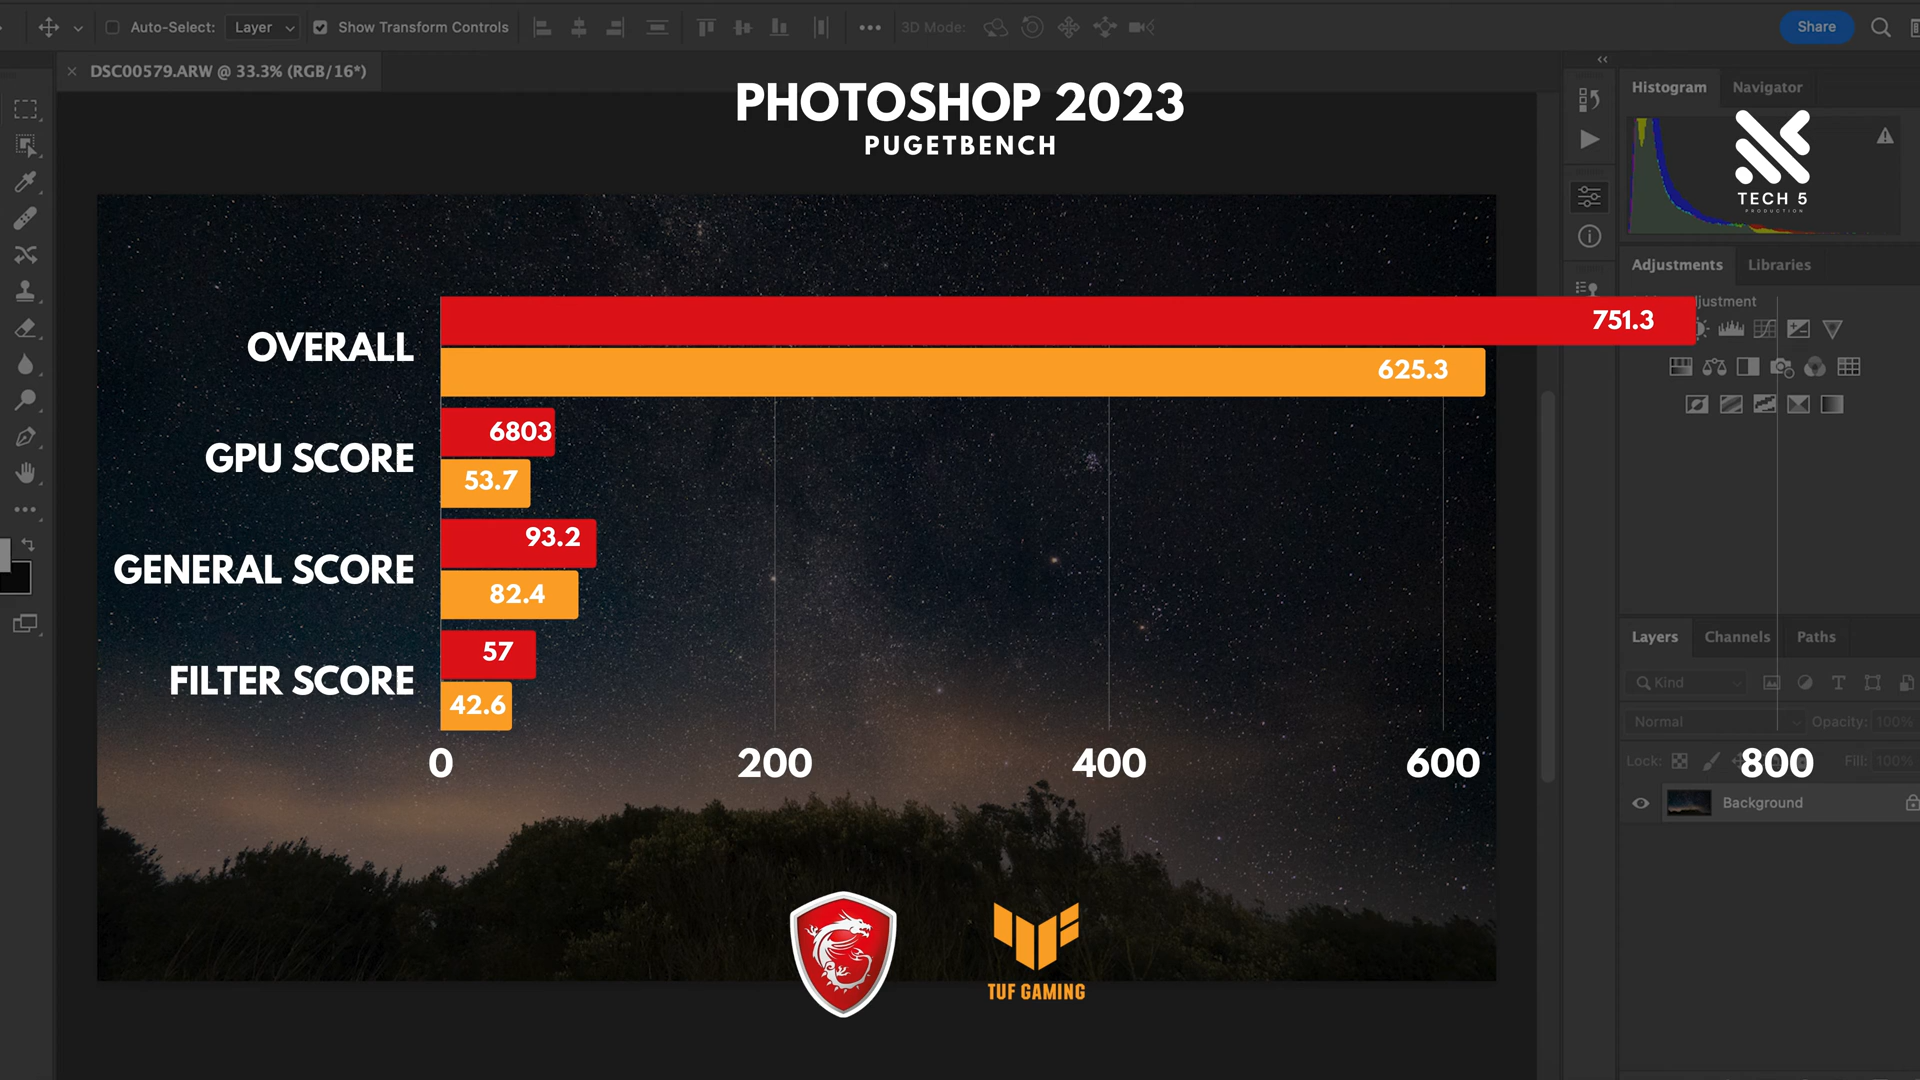 Auto-Select:
Layer
Show Transform Controls
3D Mode:
Share
DSC00579.ARW @ 33.3% (RGB/16*)
PHOTOSHOP 2023
PUGETBENCH
Histogram
Navigator
TECH 5
PRODUCTION
Adjustments
Libraries
justment
OVERALL
751.3
625.3
GPU SCORE
6803
53.7
GENERAL SCORE
93.2
82.4
FILTER SCORE
57
42.6
0
200
400
600
800
Layers
Channels
Paths
Kind
Normal
Opacity: 100%
Lock:
Fill: 100%
Background
TUF GAMING